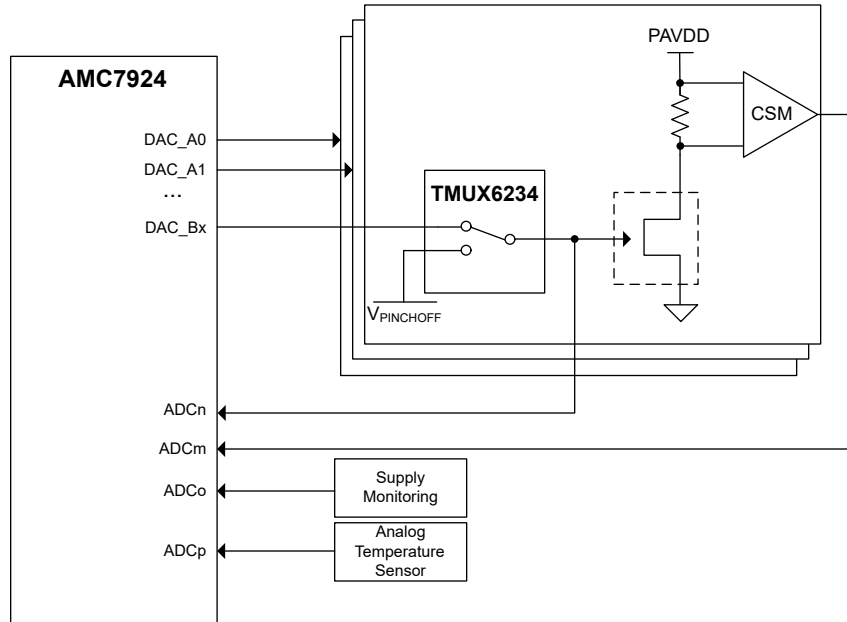 AMC7924
PAVDD
CSM
DAC_A0
DAC_A1
...
DAC_Bx
TMUX6234
VPINCHOFF
ADCn
ADCm
ADCo
ADCp
Supply
Monitoring
Analog
Temperature
Sensor